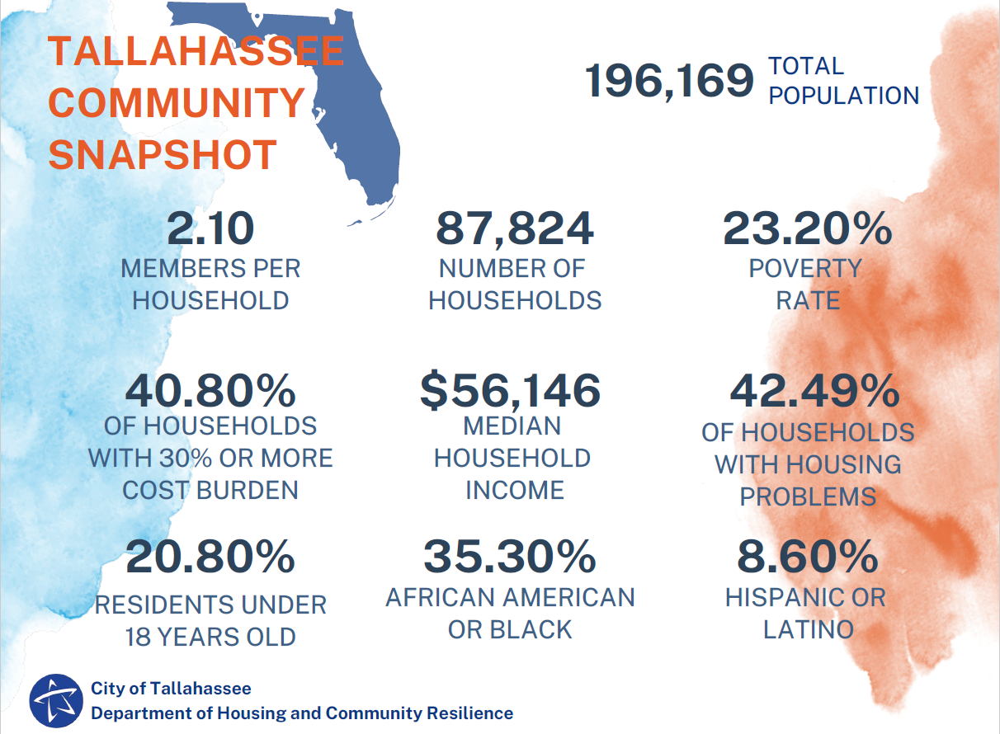 TALLAHASSEE
COMMUNITY
SNAPSHOT
196,169
TOTAL
POPULATION
2.10
MEMBERS PER
HOUSEHOLD
87,824
NUMBER OF
HOUSEHOLDS
23.20%
POVERTY
RATE
40.80%
OF HOUSEHOLDS
WITH 30% OR MORE
COST BURDEN
$56,146
MEDIAN
HOUSEHOLD
INCOME
42.49%
OF HOUSEHOLDS
WITH HOUSING
PROBLEMS
20.80%
RESIDENTS UNDER
18 YEARS OLD
35.30%
AFRICAN AMERICAN
OR BLACK
8.60%
HISPANIC OR
LATINO
City of Tallahassee
Department of Housing and Community Resilience